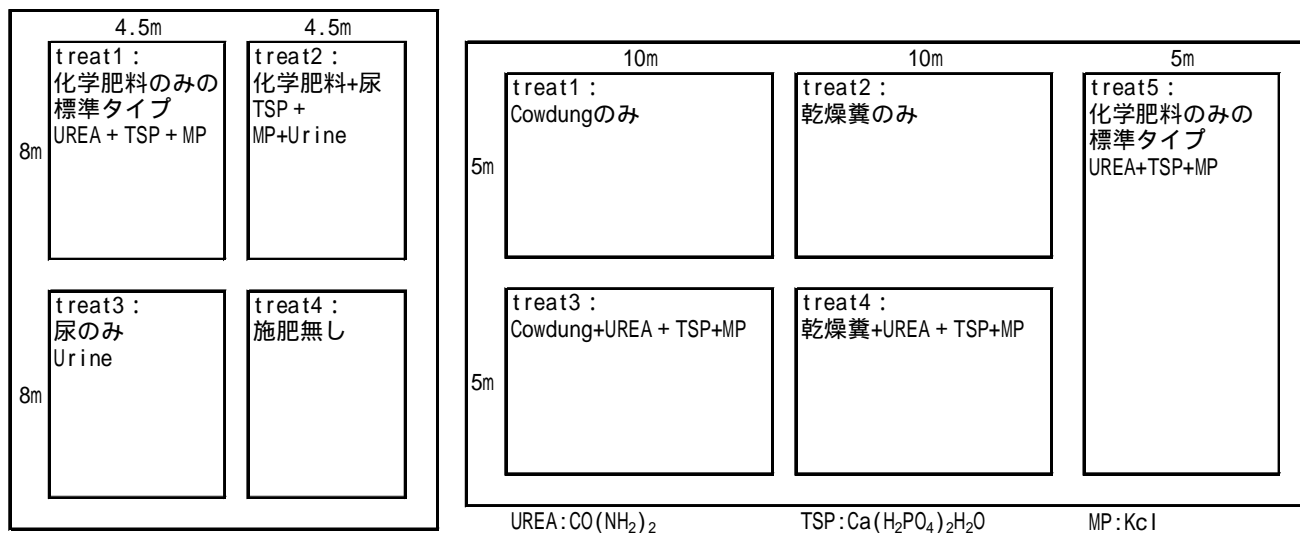 4.5m 4.5m
treat1：
化学肥料のみの
標準タイプ
UREA + TSP + MP
treat2：
化学肥料+尿
TSP +
MP+Urine
8m
treat3：
尿のみ
Urine
treat4：
施肥無し
8m
10m 10m 5m
treat1：
Cowdungのみ
treat2：
乾燥糞のみ
treat5：
化学肥料のみの
標準タイプ
UREA+TSP+MP
5m
treat3：
Cowdung+UREA + TSP+MP
treat4：
乾燥糞+UREA + TSP+MP
5m
UREA:CO(NH₂)₂ TSP:Ca(H₂PO₄)₂H₂O MP:Kcl